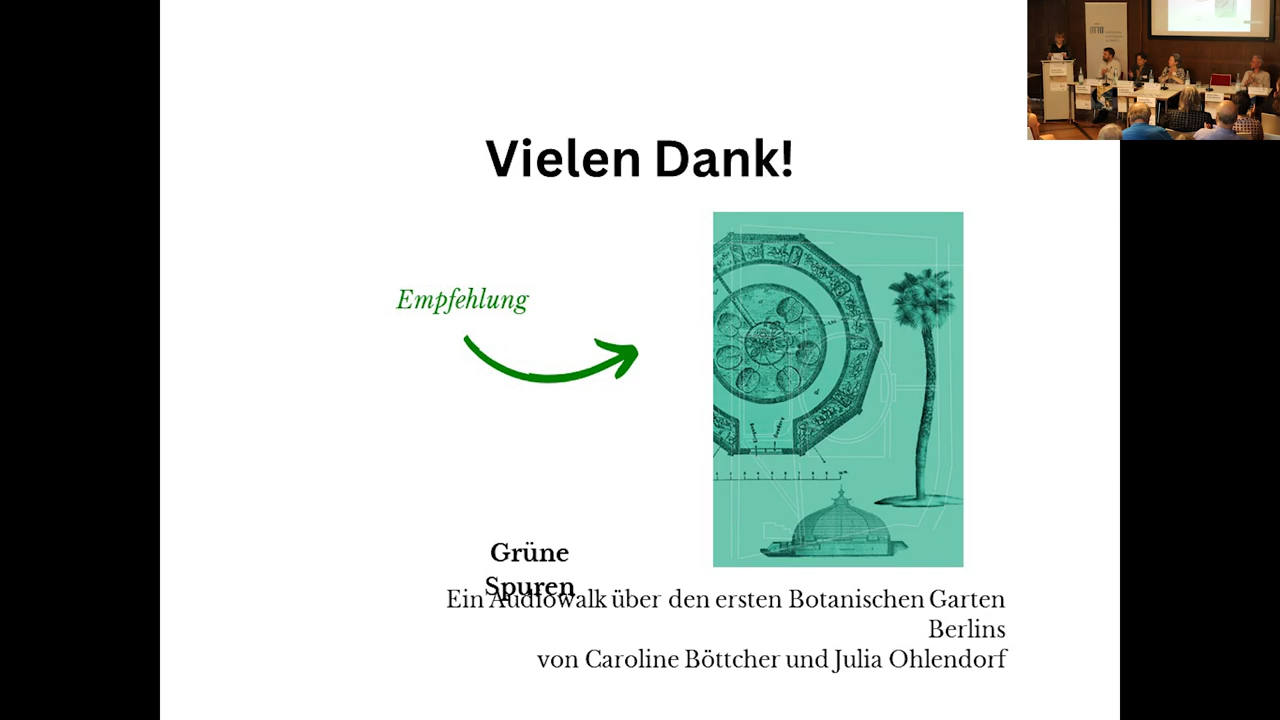 Vielen Dank!
Empfehlung
Grüne
Spuren
Ein Audiowalk über den ersten Botanischen Garten
Berlins
von Caroline Böttcher und Julia Ohlendorf